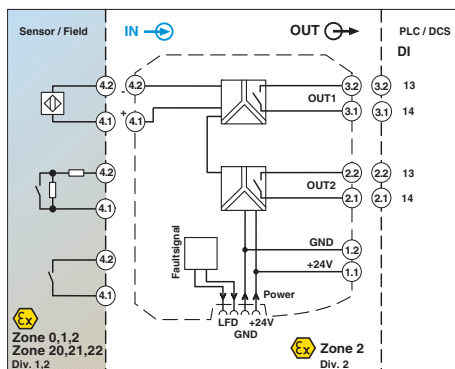 Sensor / Field IN OUT PLC / DCS
DI
4.2 - 4.2 3.2 3.2 13
OUT1
4.1 + 4.1 3.1 3.1 14
4.2 2.2 2.2 13
OUT2
4.1 2.1 2.1 14
Faultsignal
GND 1.2
4.2
+24V 1.1
4.1
Power
LFD +24V
GND
Ex
Zone 0,1,2
Zone 20,21,22
Div. 1,2
Ex Zone 2
Div. 2